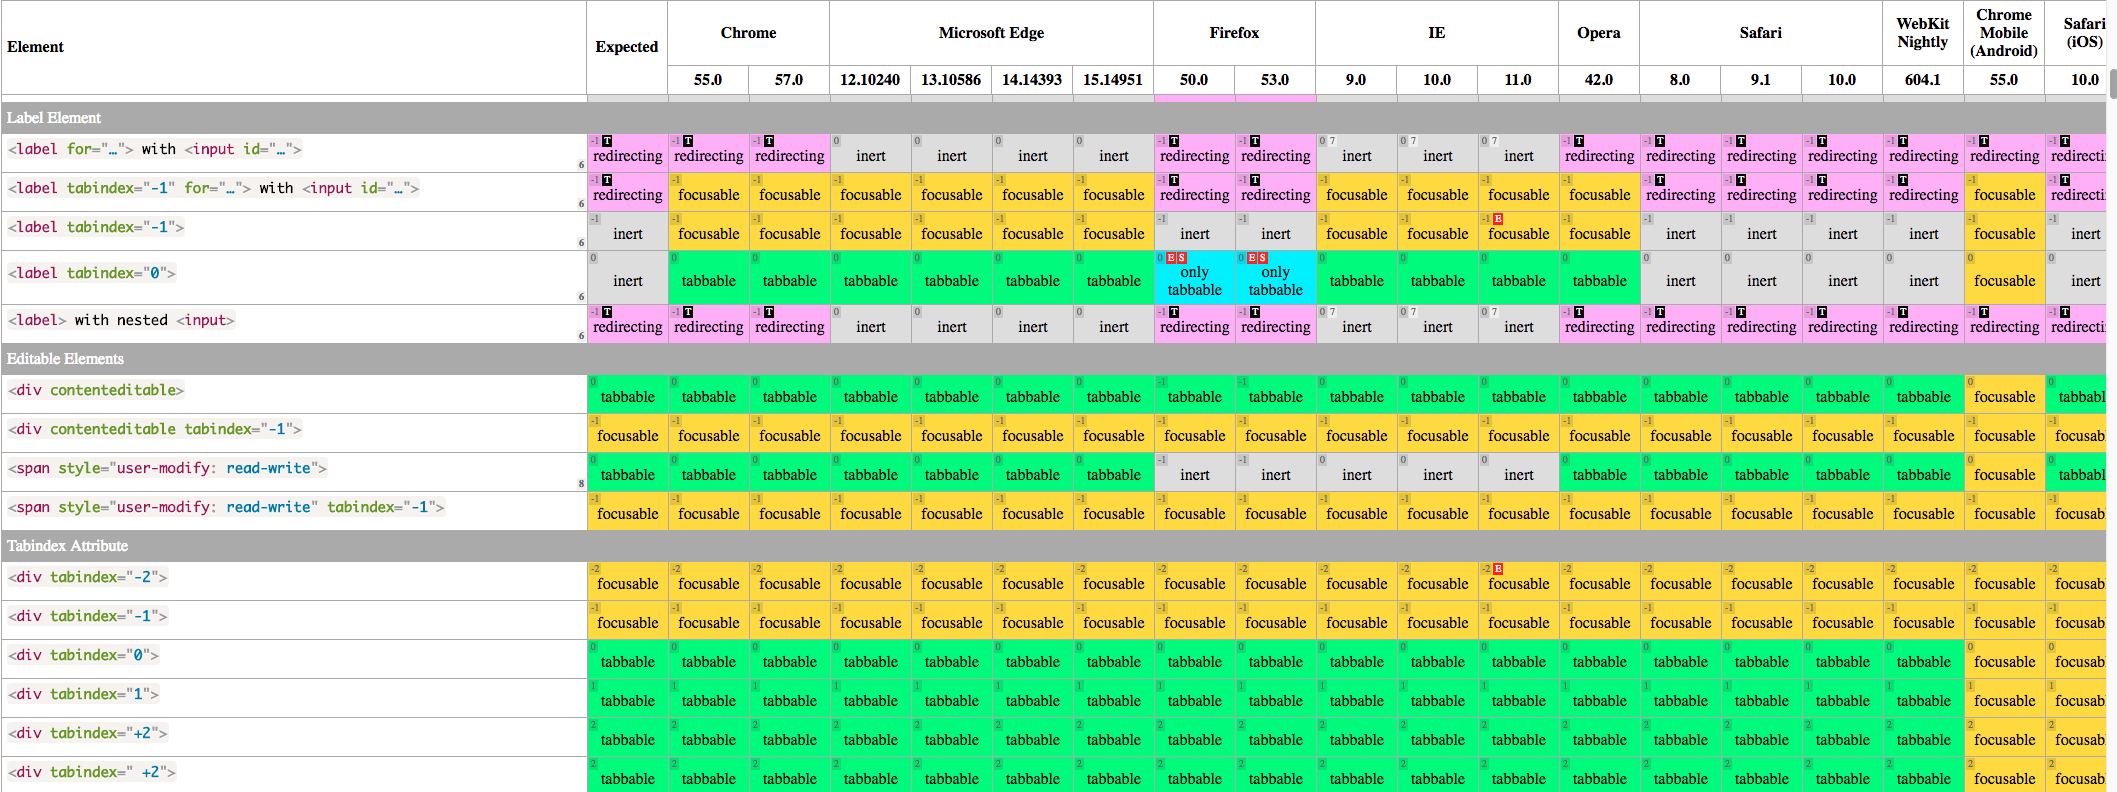 Element Expected Chrome Microsoft Edge Firefox IE Opera Safari WebKit Nightly Chrome Mobile (Android) Safari (iOS)
55.0 57.0 12.10240 13.10586 14.14393 15.14951 50.0 53.0 9.0 10.0 11.0 42.0 8.0 9.1 10.0 604.1 55.0 10.0
Label Element
<label for="…"> with <input id="…"> 6 -1 T redirecting -1 T redirecting -1 T redirecting 0 inert 0 inert 0 inert 0 inert -1 T redirecting -1 T redirecting 0 7 inert 0 7 inert 0 7 inert -1 T redirecting -1 T redirecting -1 T redirecting -1 T redirecting -1 T redirecting -1 T redirecting -1 T redirecti
<label tabindex="-1" for="…"> with <input id="…"> 6 -1 T redirecting -1 focusable -1 focusable -1 focusable -1 focusable -1 focusable -1 focusable -1 T redirecting -1 T redirecting -1 focusable -1 focusable -1 focusable -1 focusable -1 T redirecting -1 T redirecting -1 T redirecting -1 T redirecting -1 focusable -1 T redirecti
<label tabindex="-1"> 6 -1 inert -1 focusable -1 focusable -1 focusable -1 focusable -1 focusable -1 focusable -1 inert -1 inert -1 focusable -1 focusable -1 E focusable -1 focusable -1 inert -1 inert -1 inert -1 inert -1 focusable -1 inert
<label tabindex="0"> 6 0 inert 0 tabbable 0 tabbable 0 tabbable 0 tabbable 0 tabbable 0 tabbable 0 E S only tabbable 0 E S only tabbable 0 tabbable 0 tabbable 0 tabbable 0 tabbable 0 inert 0 inert 0 inert 0 inert 0 focusable 0 inert
<label> with nested <input> 6 -1 T redirecting -1 T redirecting -1 T redirecting 0 inert 0 inert 0 inert 0 inert -1 T redirecting -1 T redirecting 0 7 inert 0 7 inert 0 7 inert -1 T redirecting -1 T redirecting -1 T redirecting -1 T redirecting -1 T redirecting -1 T redirecting -1 T redirecti
Editable Elements
<div contenteditable> 0 tabbable 0 tabbable 0 tabbable 0 tabbable 0 tabbable 0 tabbable 0 tabbable -1 tabbable -1 tabbable 0 tabbable 0 tabbable 0 tabbable 0 tabbable 0 tabbable 0 tabbable 0 tabbable 0 tabbable 0 focusable 0 tabbabl
<div contenteditable tabindex="-1"> -1 focusable -1 focusable -1 focusable -1 focusable -1 focusable -1 focusable -1 focusable -1 focusable -1 focusable -1 focusable -1 focusable -1 focusable -1 focusable -1 focusable -1 focusable -1 focusable -1 focusable -1 focusable -1 focusab
<span style="user-modify: read-write"> 8 0 tabbable 0 tabbable 0 tabbable 0 tabbable 0 tabbable 0 tabbable 0 tabbable -1 inert -1 inert 0 inert 0 inert 0 inert 0 tabbable 0 tabbable 0 tabbable 0 tabbable 0 tabbable 0 focusable 0 tabbabl
<span style="user-modify: read-write" tabindex="-1"> -1 focusable -1 focusable -1 focusable -1 focusable -1 focusable -1 focusable -1 focusable -1 focusable -1 focusable -1 focusable -1 focusable -1 focusable -1 focusable -1 focusable -1 focusable -1 focusable -1 focusable -1 focusable -1 focusab
Tabindex Attribute
<div tabindex="-2"> -2 focusable -2 focusable -2 focusable -2 focusable -2 focusable -2 focusable -2 focusable -2 focusable -2 focusable -2 focusable -2 focusable -2 E focusable -2 focusable -2 focusable -2 focusable -2 focusable -2 focusable -2 focusable -2 focusab
<div tabindex="-1"> -1 focusable -1 focusable -1 focusable -1 focusable -1 focusable -1 focusable -1 focusable -1 focusable -1 focusable -1 focusable -1 focusable -1 focusable -1 focusable -1 focusable -1 focusable -1 focusable -1 focusable -1 focusable -1 focusab
<div tabindex="0"> 0 tabbable 0 tabbable 0 tabbable 0 tabbable 0 tabbable 0 tabbable 0 tabbable 0 tabbable 0 tabbable 0 tabbable 0 tabbable 0 tabbable 0 tabbable 0 tabbable 0 tabbable 0 tabbable 0 tabbable 0 focusable 0 focusab
<div tabindex="1"> 1 tabbable 1 tabbable 1 tabbable 1 tabbable 1 tabbable 1 tabbable 1 tabbable 1 tabbable 1 tabbable 1 tabbable 1 tabbable 1 tabbable 1 tabbable 1 tabbable 1 tabbable 1 tabbable 1 tabbable 1 focusable 1 focusab
<div tabindex="+2"> 2 tabbable 2 tabbable 2 tabbable 2 tabbable 2 tabbable 2 tabbable 2 tabbable 2 tabbable 2 tabbable 2 tabbable 2 tabbable 2 tabbable 2 tabbable 2 tabbable 2 tabbable 2 tabbable 2 tabbable 2 focusable 2 focusab
<div tabindex=" +2"> 2 tabbable 2 tabbable 2 tabbable 2 tabbable 2 tabbable 2 tabbable 2 tabbable 2 tabbable 2 tabbable 2 tabbable 2 tabbable 2 tabbable 2 tabbable 2 tabbable 2 tabbable 2 tabbable 2 tabbable 2 focusable 2 focusab